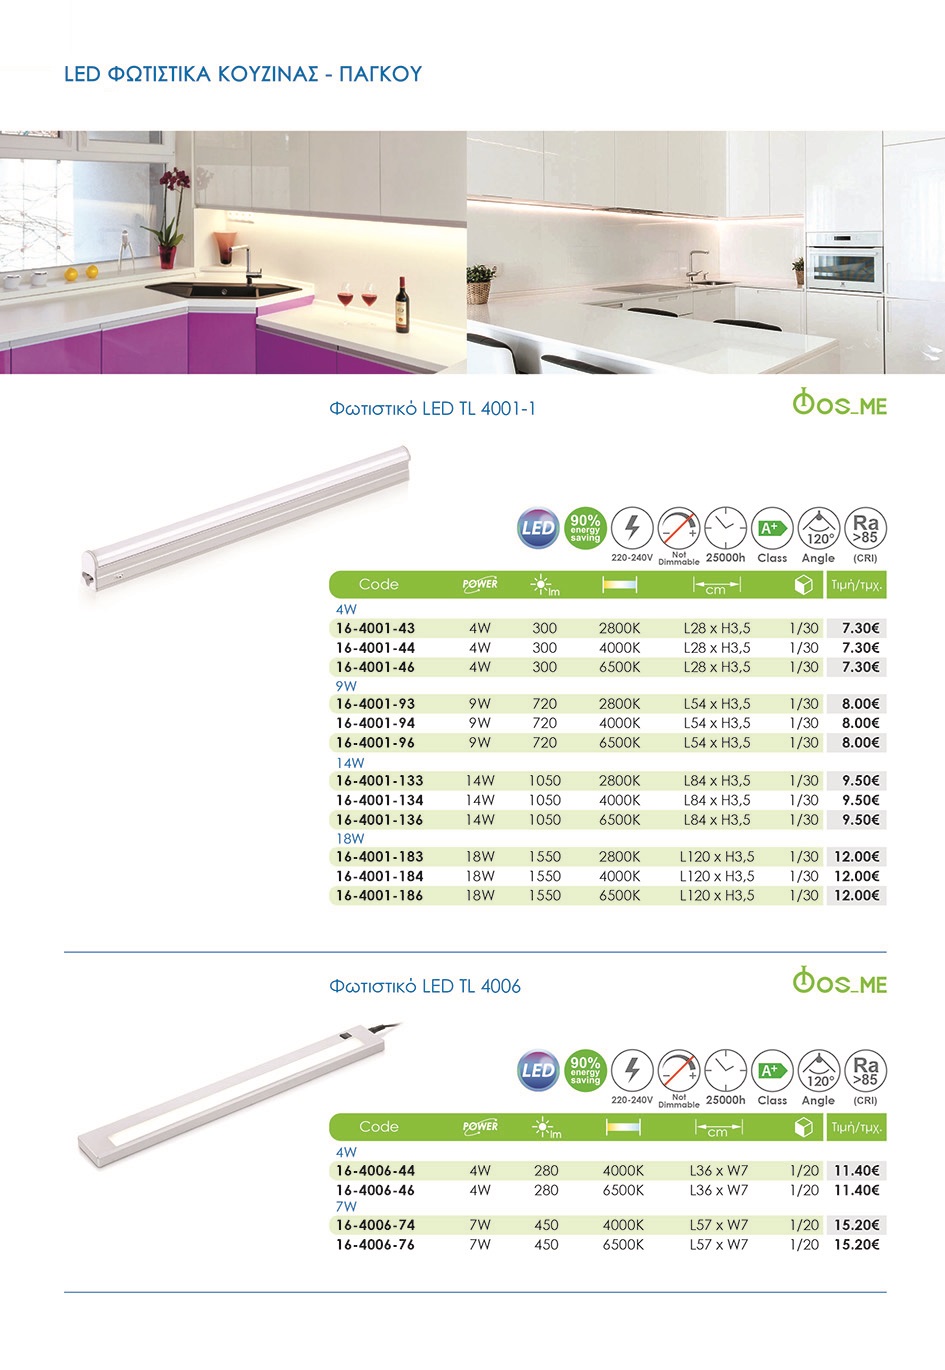 LED ΦΩΤΙΣΤΙΚΑ ΚΟΥΖΙΝΑΣ - ΠΑΓΚΟΥ
Φωτιστικό LED TL 4001-1
ΦOS_ME
LED
90% energy saving
220-240V
Not Dimmable
25000h
A+ Class
120° Angle
Ra >85 (CRI)
Code POWER lm cm Τιμή/τμχ.
4W
16-4001-43 4W 300 2800K L28 x H3,5 1/30 7.30€
16-4001-44 4W 300 4000K L28 x H3,5 1/30 7.30€
16-4001-46 4W 300 6500K L28 x H3,5 1/30 7.30€
9W
16-4001-93 9W 720 2800K L54 x H3,5 1/30 8.00€
16-4001-94 9W 720 4000K L54 x H3,5 1/30 8.00€
16-4001-96 9W 720 6500K L54 x H3,5 1/30 8.00€
14W
16-4001-133 14W 1050 2800K L84 x H3,5 1/30 9.50€
16-4001-134 14W 1050 4000K L84 x H3,5 1/30 9.50€
16-4001-136 14W 1050 6500K L84 x H3,5 1/30 9.50€
18W
16-4001-183 18W 1550 2800K L120 x H3,5 1/30 12.00€
16-4001-184 18W 1550 4000K L120 x H3,5 1/30 12.00€
16-4001-186 18W 1550 6500K L120 x H3,5 1/30 12.00€
Φωτιστικό LED TL 4006
ΦOS_ME
LED
90% energy saving
220-240V
Not Dimmable
25000h
A+ Class
120° Angle
Ra >85 (CRI)
Code POWER lm cm Τιμή/τμχ.
4W
16-4006-44 4W 280 4000K L36 x W7 1/20 11.40€
16-4006-46 4W 280 6500K L36 x W7 1/20 11.40€
7W
16-4006-74 7W 450 4000K L57 x W7 1/20 15.20€
16-4006-76 7W 450 6500K L57 x W7 1/20 15.20€